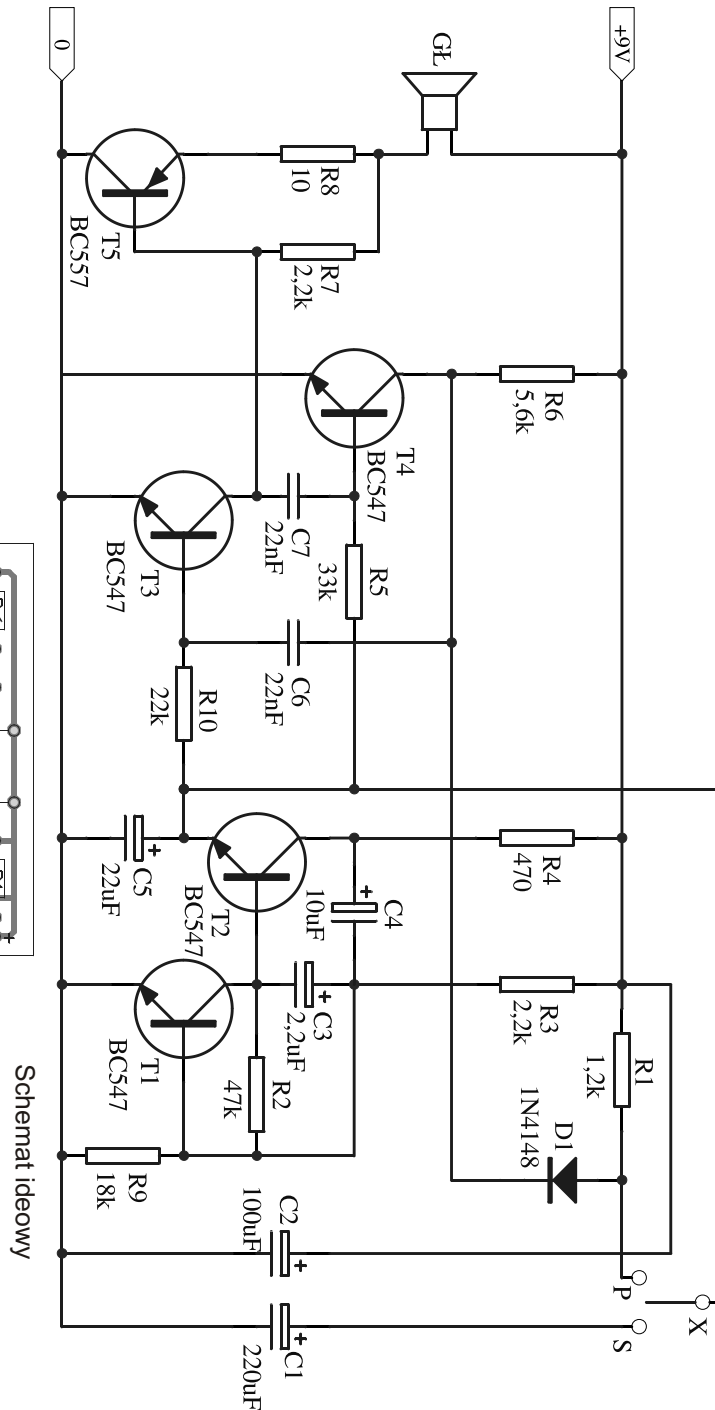 0
+9V
GŁ
R8
10
T5
BC557
R7
2,2k
R6
5,6k
T4
BC547
C7
22nF
R5
33k
T3
BC547
C6
22nF
R10
22k
R4
470
C5
22uF
T2
BC547
C4
10uF
R3
2,2k
C3
2,2uF
R1
1,2k
T1
BC547
R2
47k
D1
1N4148
R9
18k
C2
100uF
P
X
S
C1
220uF
Schemat ideowy